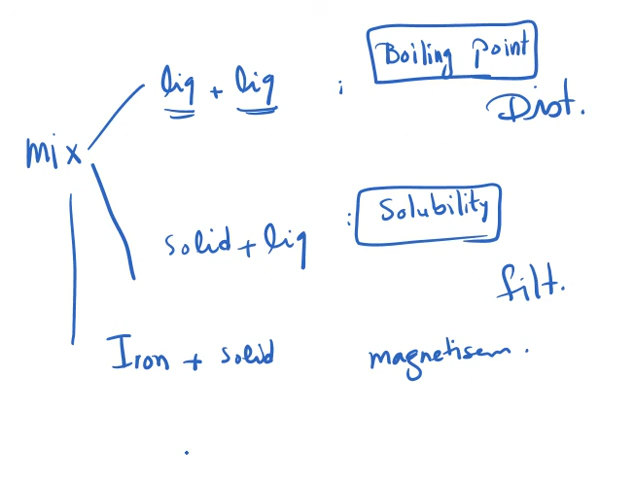 liq + liq : Boiling point
Dist.
mix
solid + liq : Solubility
filt.
Iron + solid magnetisem.